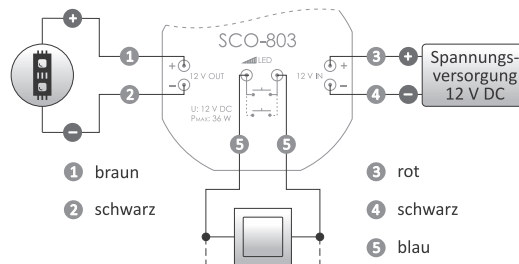 SCO-803
LED
+ 12 V OUT
12 V IN +
−
−
U: 12 V DC
PMAX: 36 W
+
−
1
2
3 +
4 −
5
5
Spannungs-
versorgung
12 V DC
1 braun
2 schwarz
3 rot
4 schwarz
5 blau